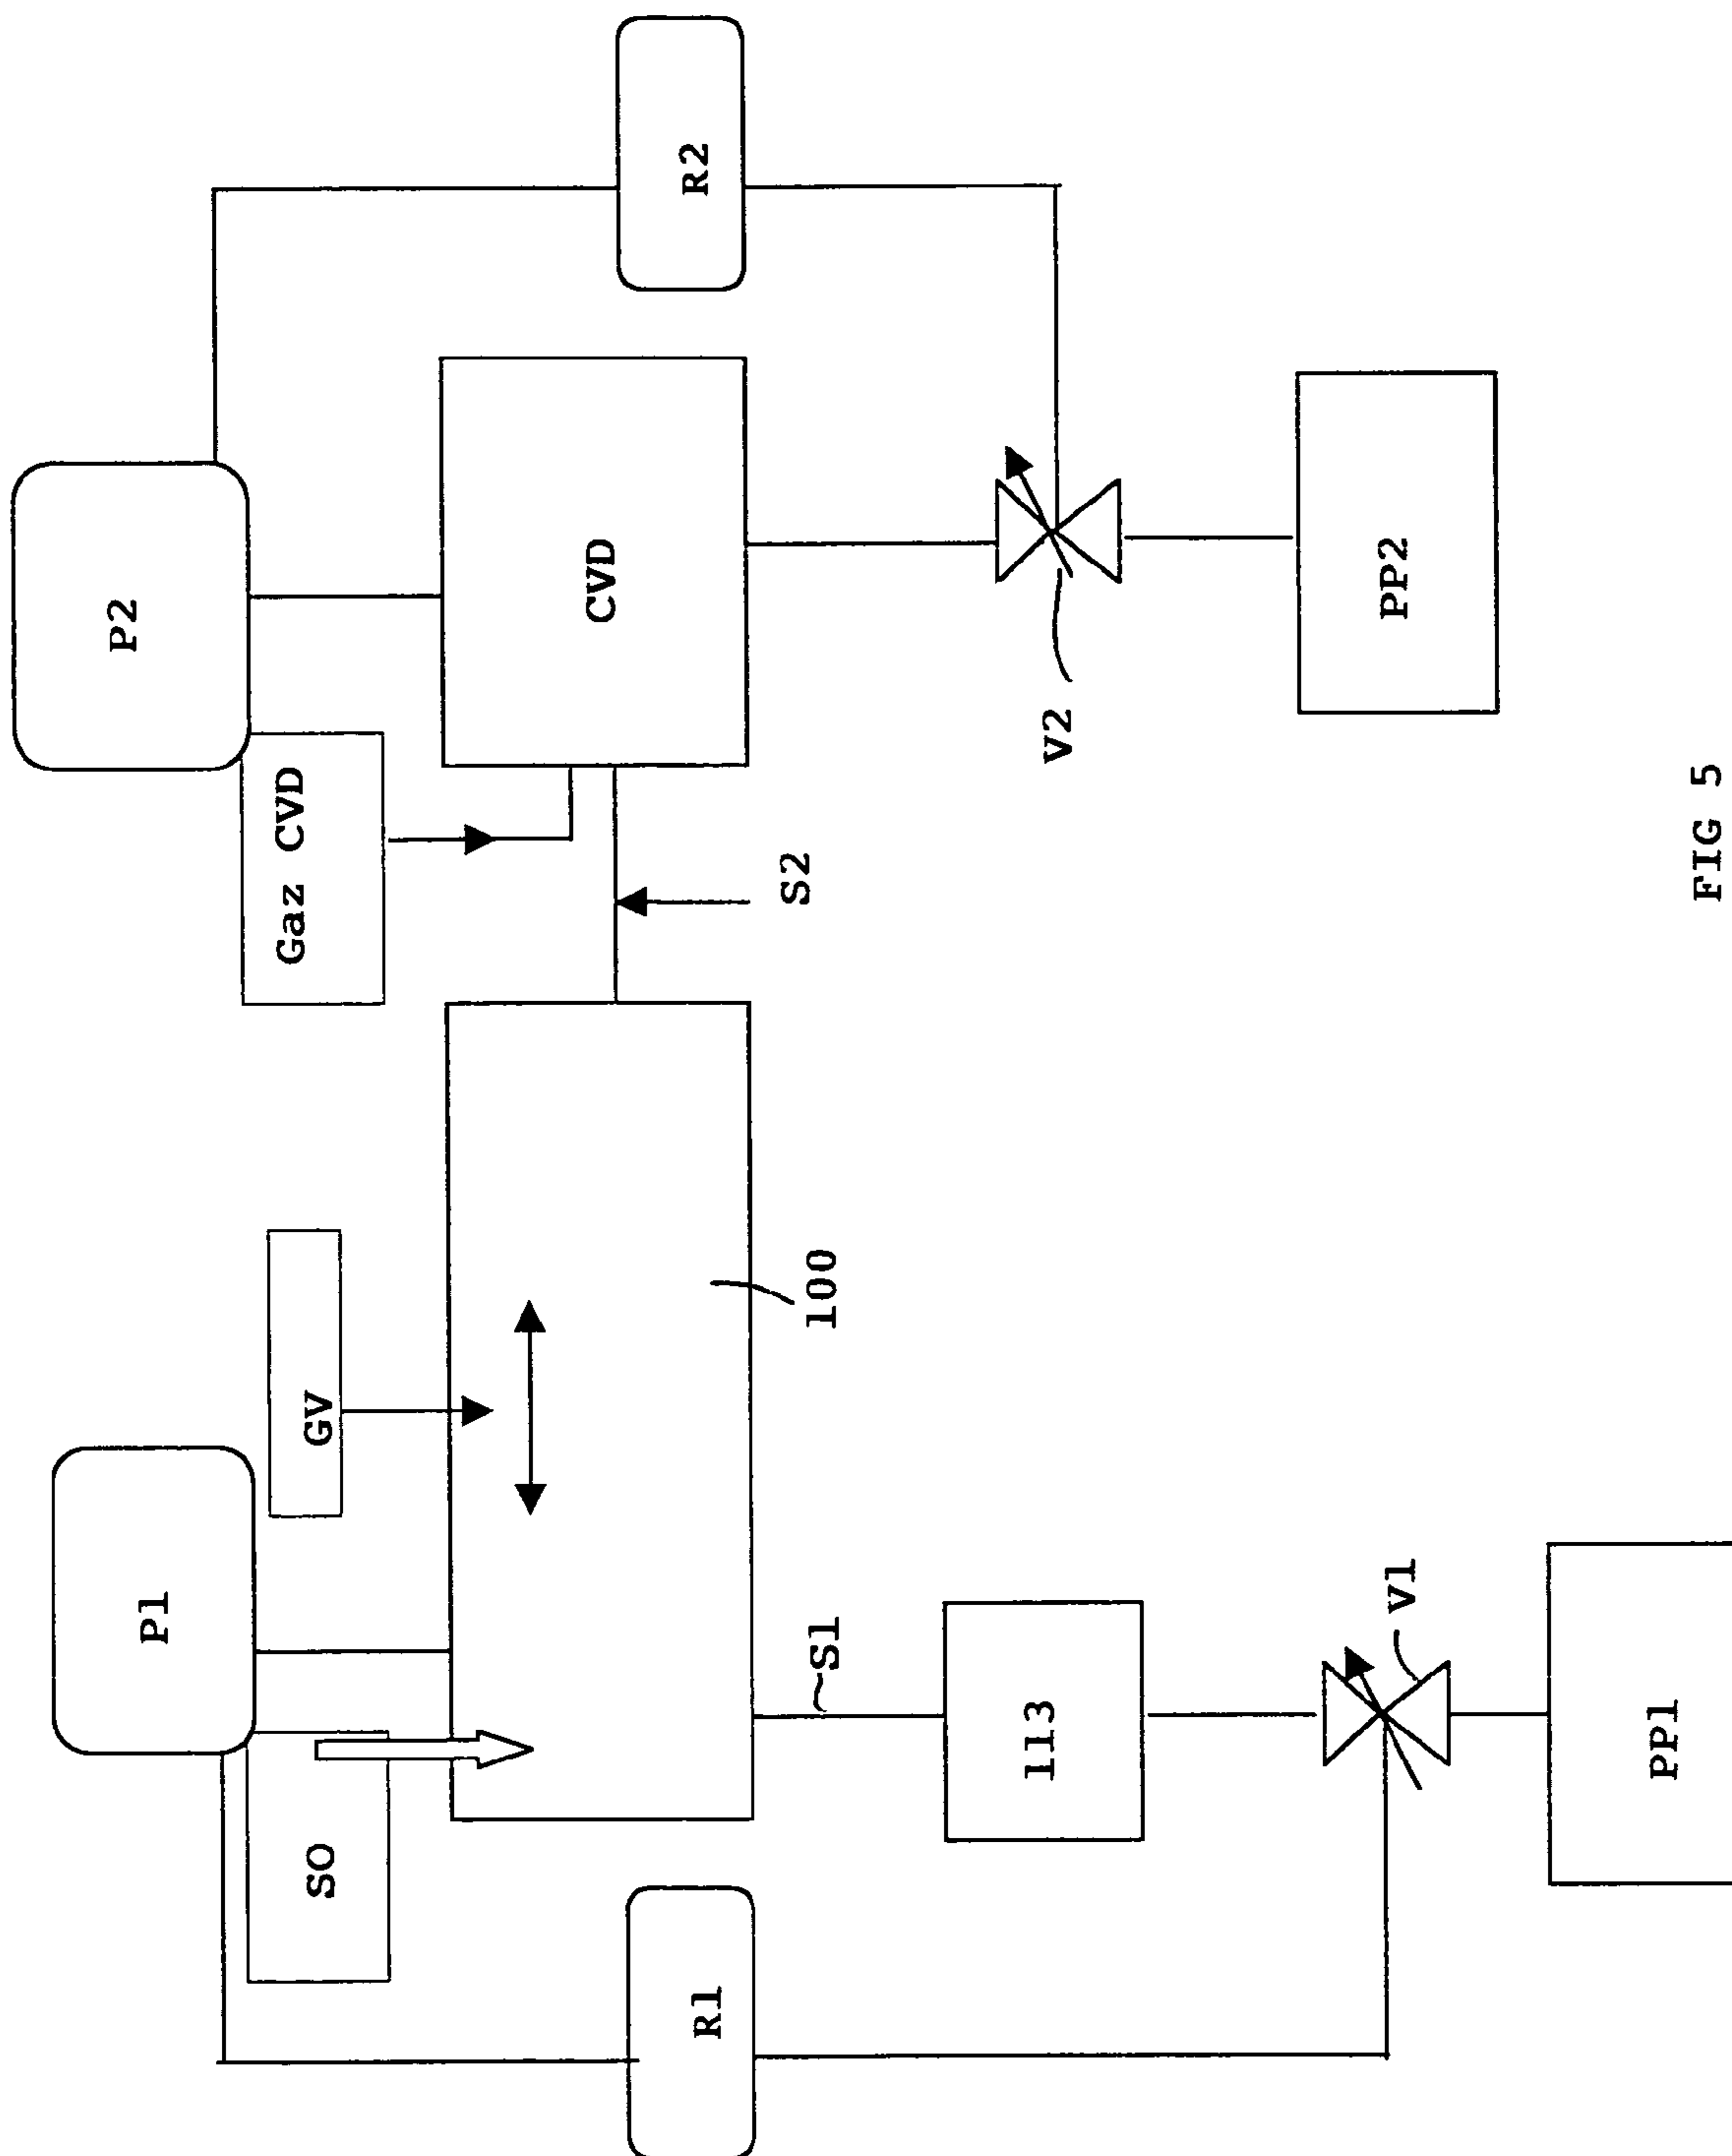 P1
P2
SO
GV
Gaz CVD
R1
R2
CVD
S1
100
S2
113
V1
V2
PP1
PP2
FIG 5